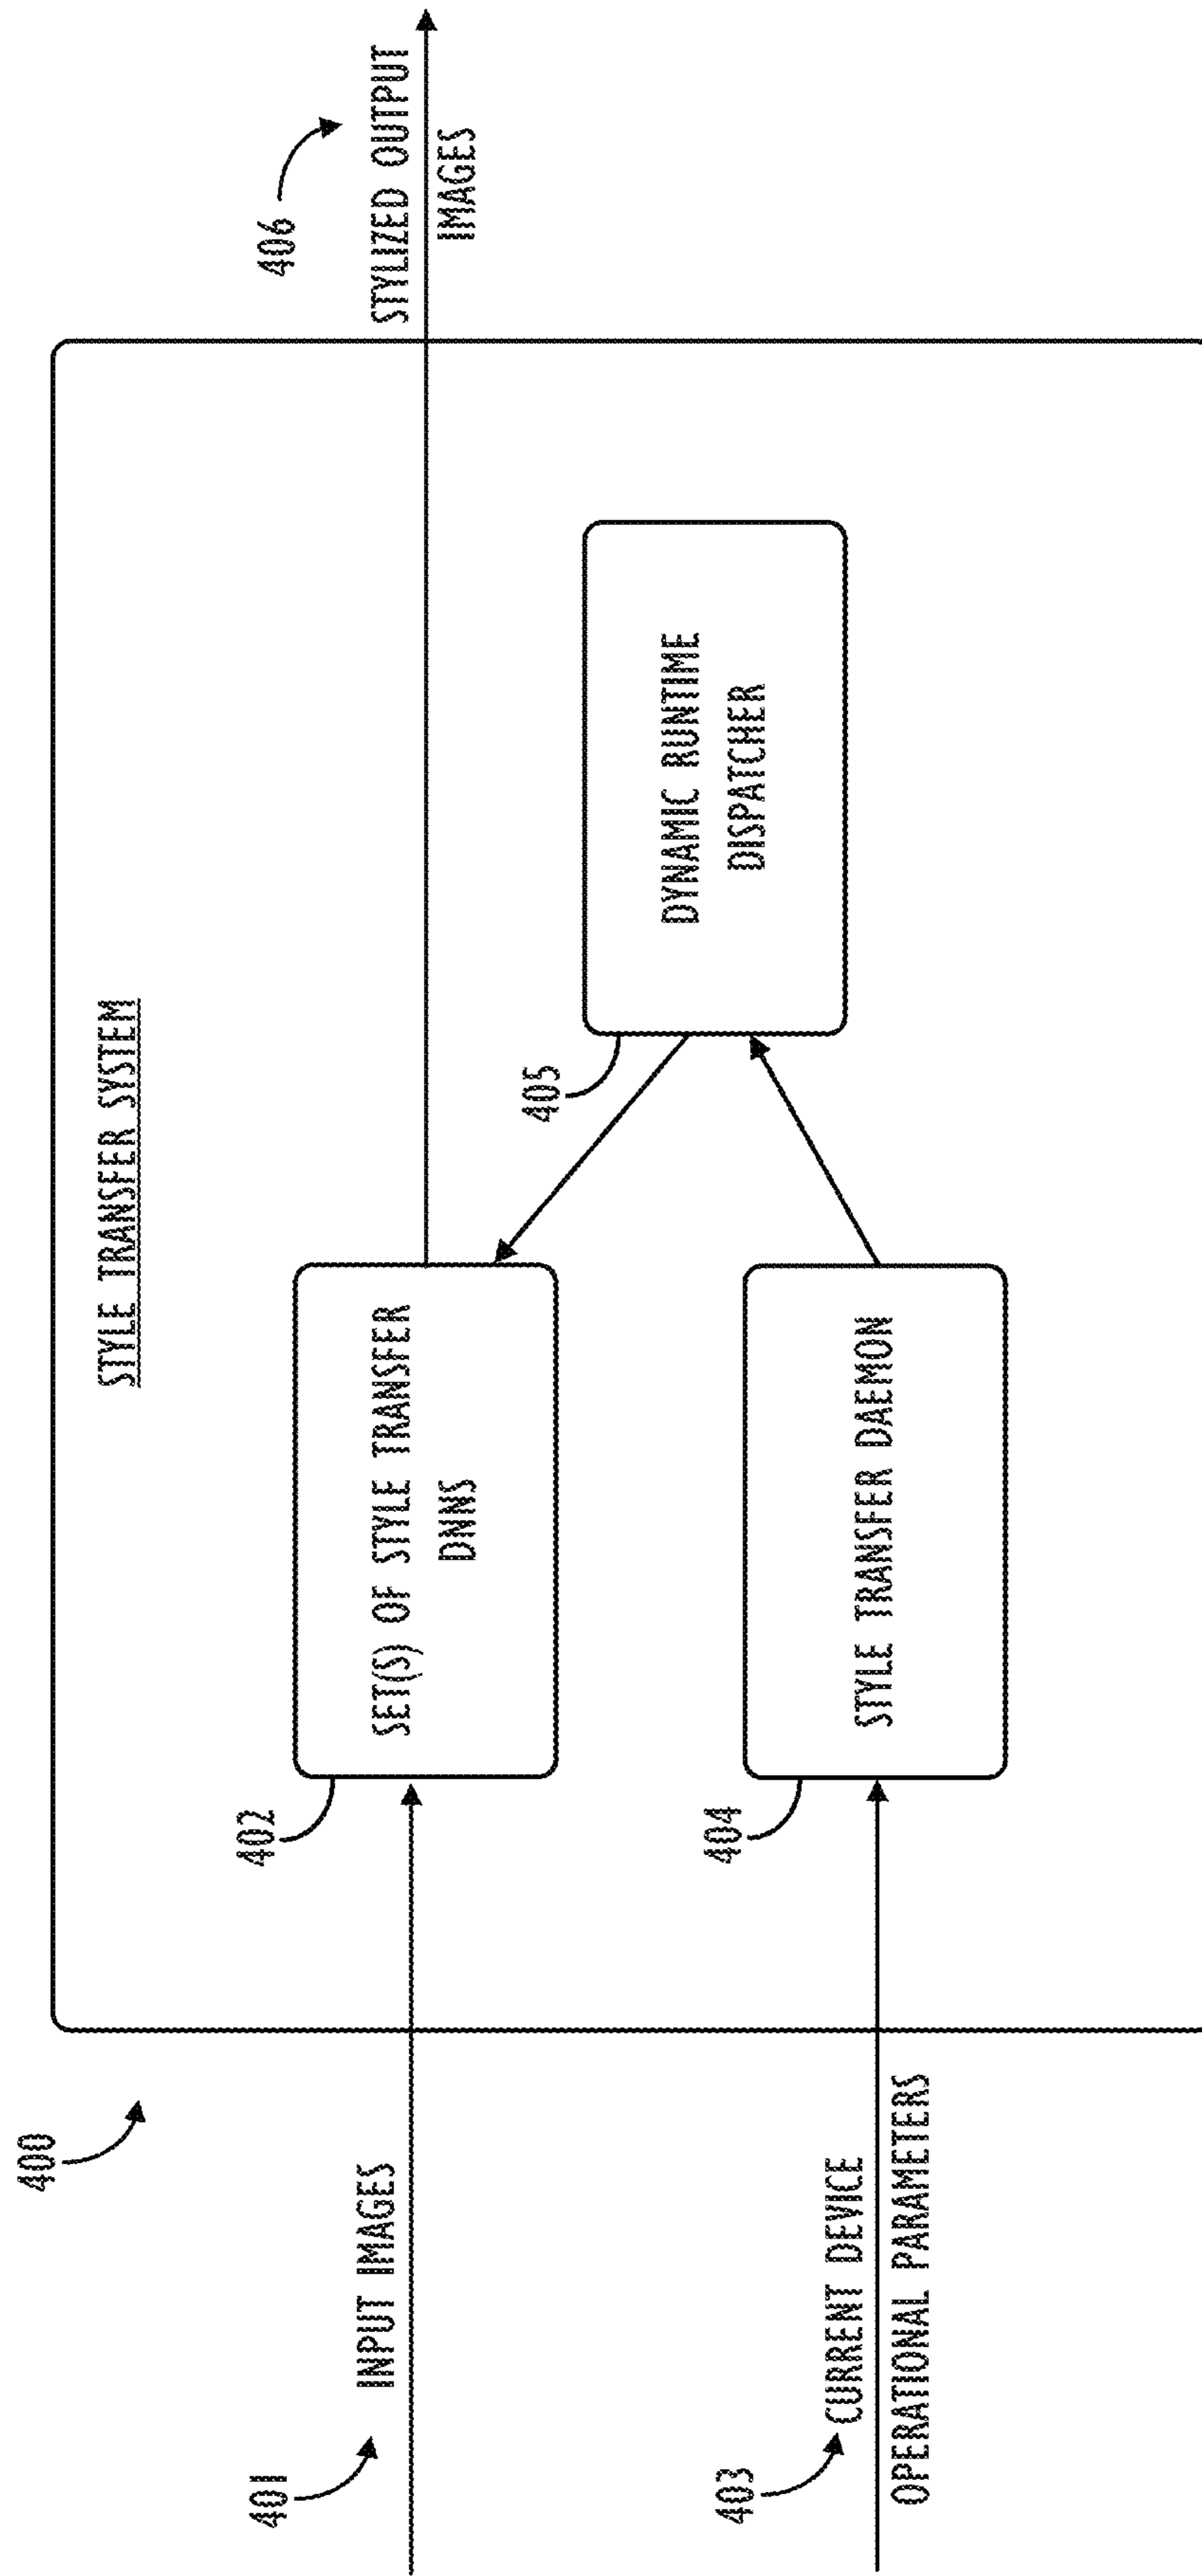 400
STYLE TRANSFER SYSTEM
401
INPUT IMAGES
402
SET(S) OF STYLE TRANSFER
DNNS
406
STYLIZED OUTPUT
IMAGES
405
DYNAMIC RUNTIME
DISPATCHER
403
CURRENT DEVICE
OPERATIONAL PARAMETERS
404
STYLE TRANSFER DAEMON